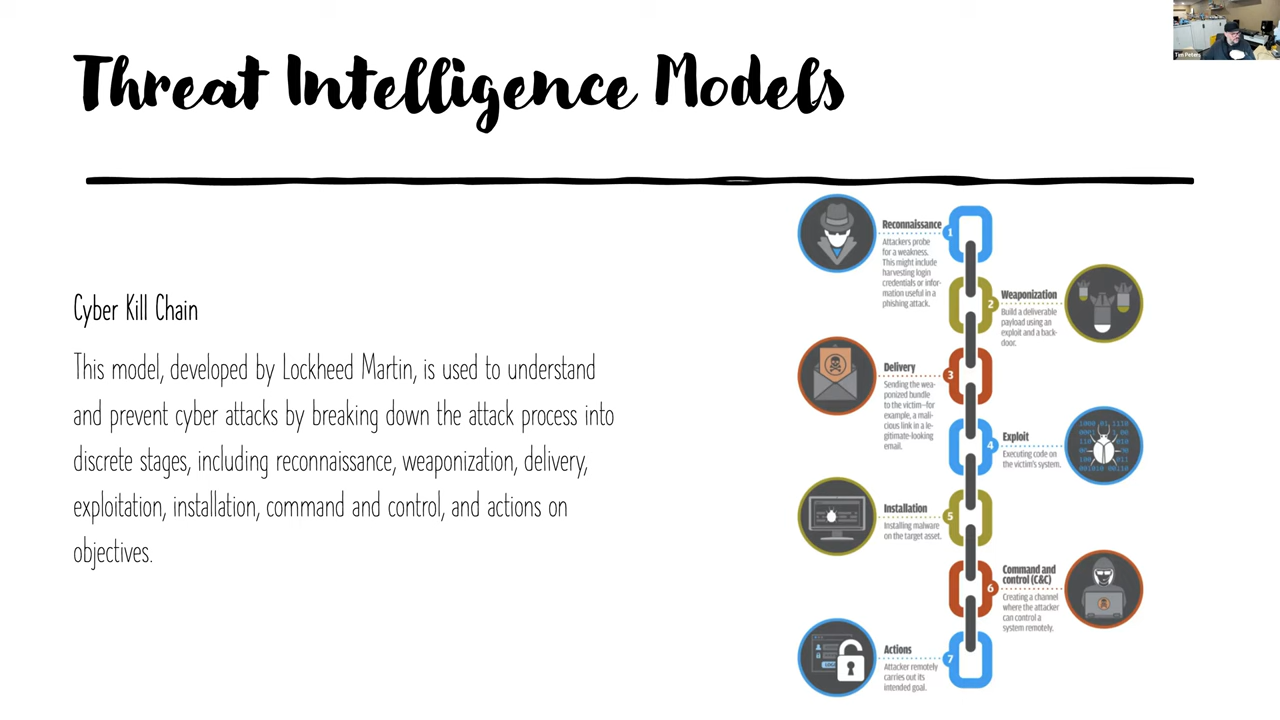 Threat Intelligence Models
Tim Peters
Cyber Kill Chain
This model, developed by Lockheed Martin, is used to understand
and prevent cyber attacks by breaking down the attack process into
discrete stages, including reconnaissance, weaponization, delivery,
exploitation, installation, command and control, and actions on
objectives.
Reconnaissance
1
Attackers probe
for a weakness.
This might include
harvesting login
credentials or infor-
mation useful in a
phishing attack.
Weaponization
2
Build a deliverable
payload using an
exploit and a back-
door.
Delivery
3
Sending the wea-
ponized bundle
to the victim—for
example, a mali-
cious link in a le-
gitimate-looking
email.
Exploit
4
Executing code on
the victim's system.
Installation
5
Installing malware
on the target asset.
Command and
control (C&C)
6
Creating a channel
where the attacker
can control a
system remotely.
Actions
7
Attacker remotely
carries out its
intended goal.